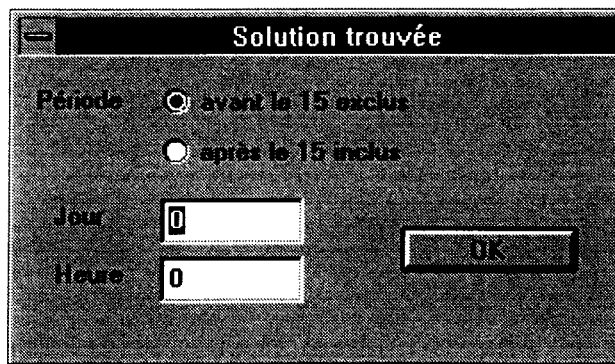 Solution trouvée
Période avant le 15 exclus
après le 15 inclus
Jour 0
Heure 0
OK